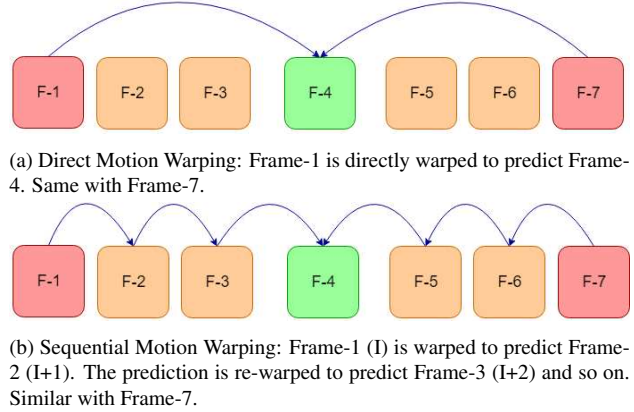 F-1 F-2 F-3 F-4 F-5 F-6 F-7
(a) Direct Motion Warping: Frame-1 is directly warped to predict Frame-
4. Same with Frame-7.
F-1 F-2 F-3 F-4 F-5 F-6 F-7
(b) Sequential Motion Warping: Frame-1 (I) is warped to predict Frame-
2 (I+1). The prediction is re-warped to predict Frame-3 (I+2) and so on.
Similar with Frame-7.